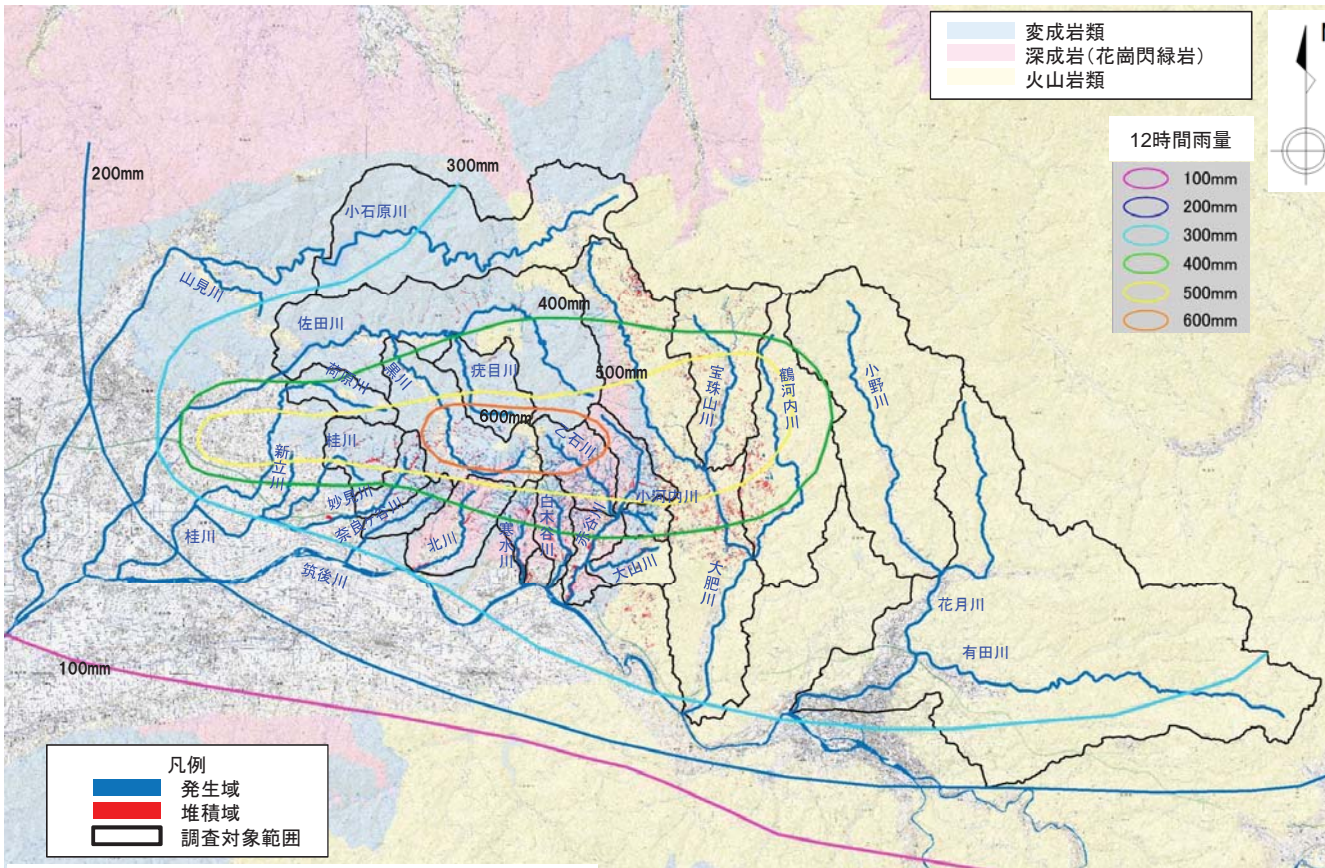 変成岩類
深成岩(花崗閃緑岩)
火山岩類
N
12時間雨量
100mm
200mm
300mm
400mm
500mm
600mm
200mm
300mm
小石原川
山見川
佐田川
400mm
荷原川
黒川
疣目川
500mm
宝珠山川
鶴河内川
小野川
600mm
乙石川
桂川
新立川
妙見川
奈良ヶ谷川
北川
寒水川
白木谷川
赤谷川
小河内川
大山川
大肥川
桂川
筑後川
花月川
有田川
100mm
凡例
発生域
堆積域
調査対象範囲